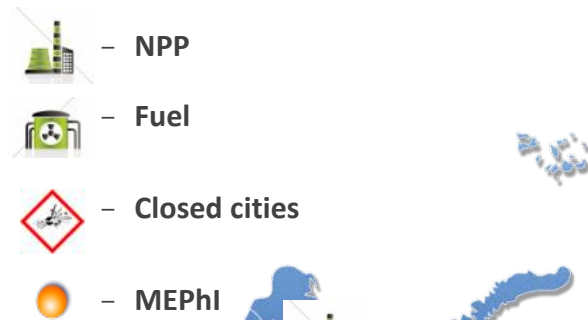 – NPP
– Fuel
– Closed cities
– MEPhI